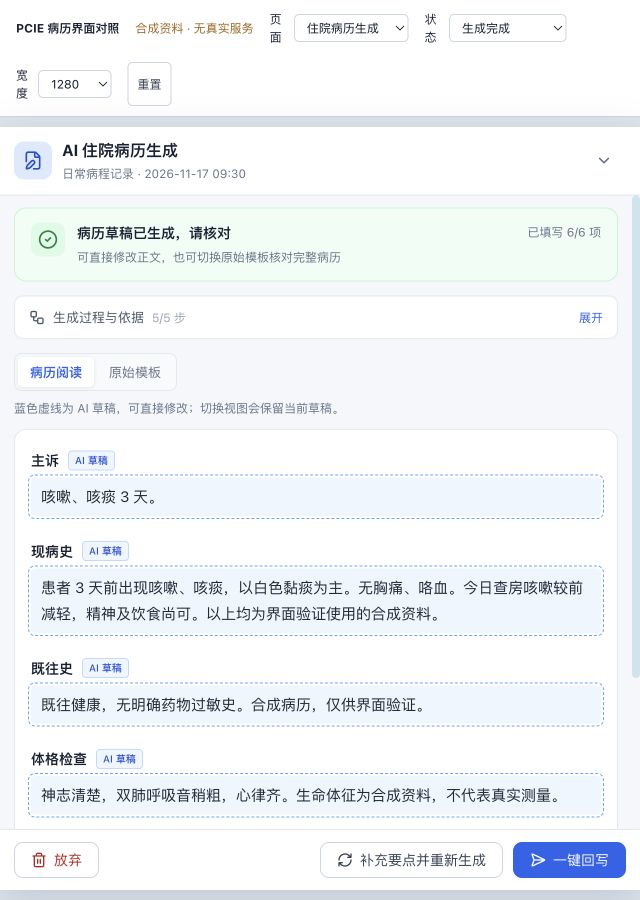 PCIE 病历界面对照 合成资料 · 无真实服务 页面 住院病历生成 状态 生成完成
宽度 1280 重置
AI 住院病历生成
日常病程记录 · 2026-11-17 09:30
病历草稿已生成，请核对 已填写 6/6 项
可直接修改正文，也可切换原始模板核对完整病历
生成过程与依据 5/5 步 展开
病历阅读 原始模板
蓝色虚线为 AI 草稿，可直接修改；切换视图会保留当前草稿。
主诉 AI 草稿
咳嗽、咳痰 3 天。
现病史 AI 草稿
患者 3 天前出现咳嗽、咳痰，以白色黏痰为主。无胸痛、咯血。今日查房咳嗽较前
减轻，精神及饮食尚可。以上均为界面验证使用的合成资料。
既往史 AI 草稿
既往健康，无明确药物过敏史。合成病历，仅供界面验证。
体格检查 AI 草稿
神志清楚，双肺呼吸音稍粗，心律齐。生命体征为合成资料，不代表真实测量。
放弃 补充要点并重新生成 一键回写